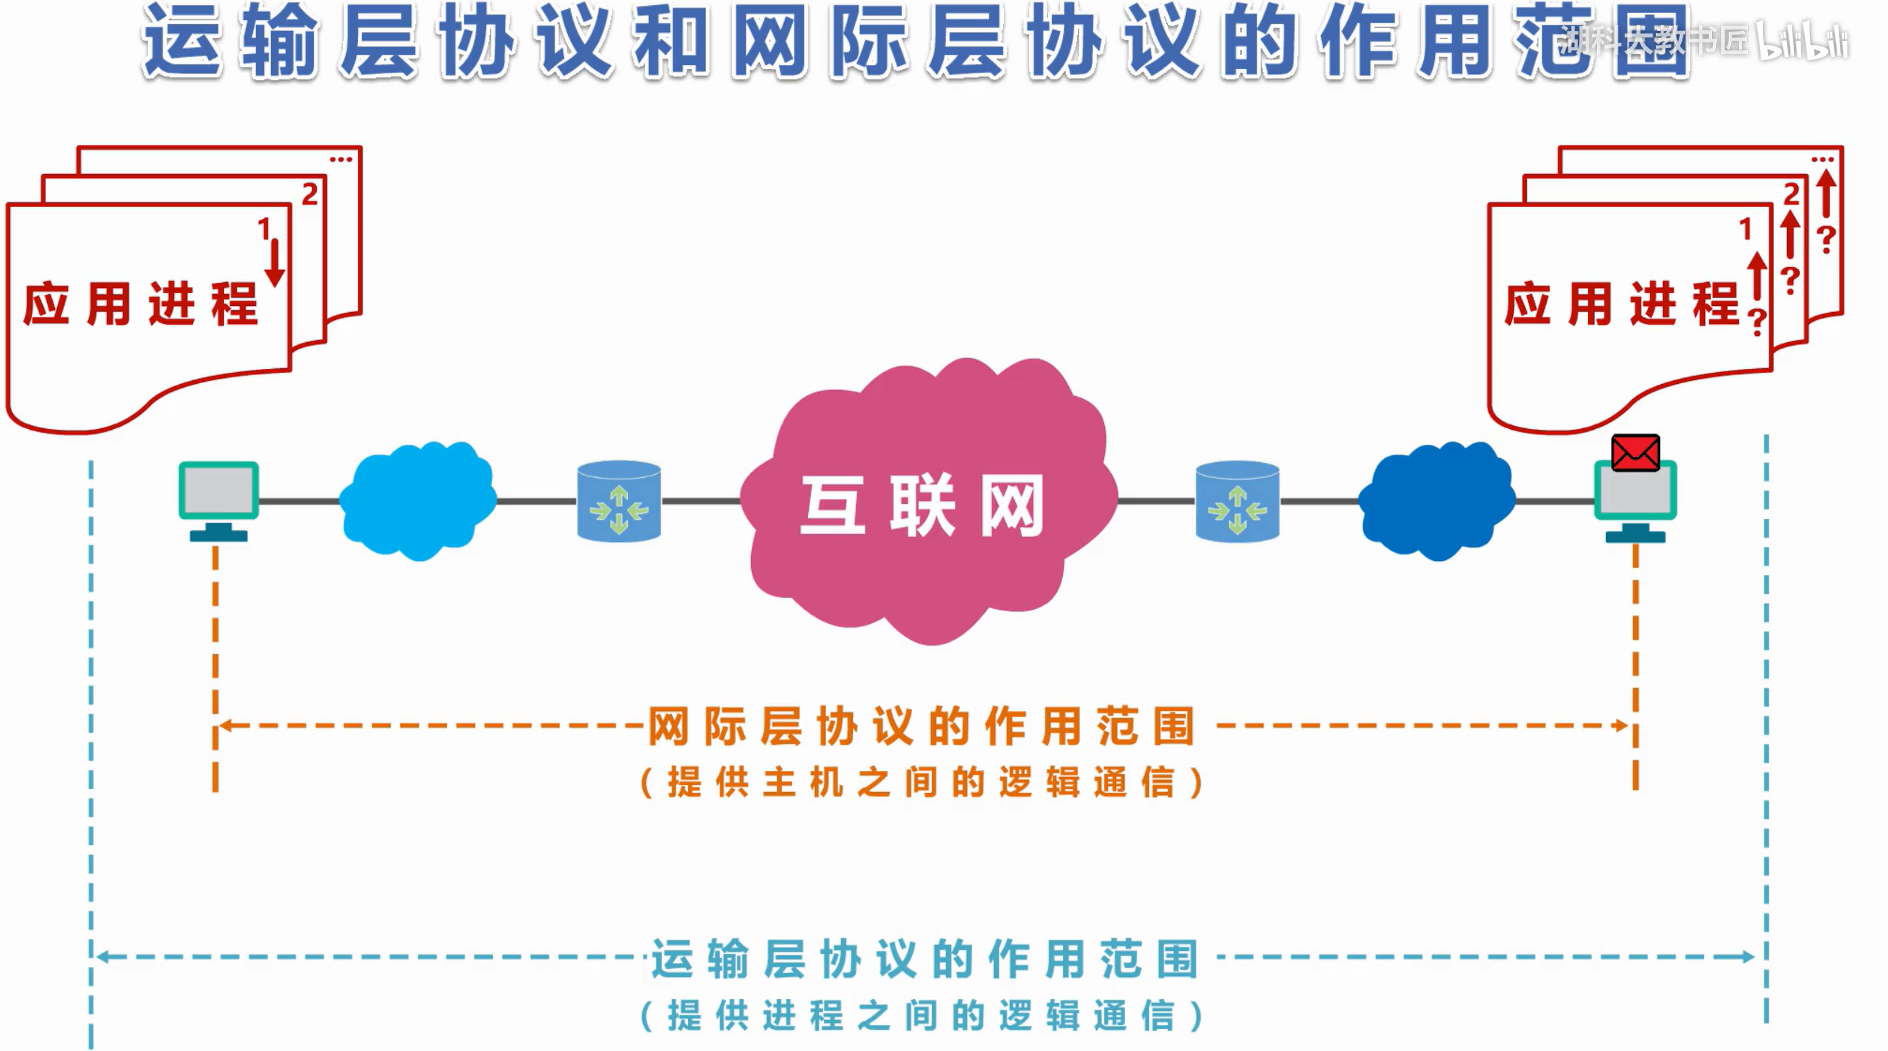 运输层协议和网际层协议的作用范围
湖科大教书匠 bilibili
...
2
1
应用进程
...
2
?
1
?
应用进程
?
互联网
网际层协议的作用范围
(提供主机之间的逻辑通信)
运输层协议的作用范围
(提供进程之间的逻辑通信)